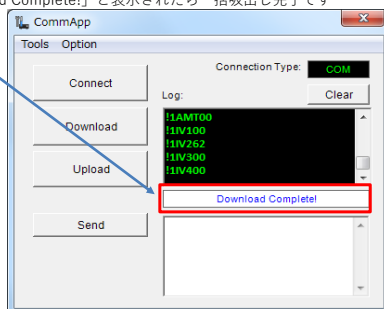 Complete!」と表示されたら一括吸出し完了です
CommApp
Tools Option
Connection Type: COM
Connect
Log:
Clear
!1AMT00
!1IV100
!1IV262
!1IV300
!1IV400
Download
Upload
Download Complete!
Send